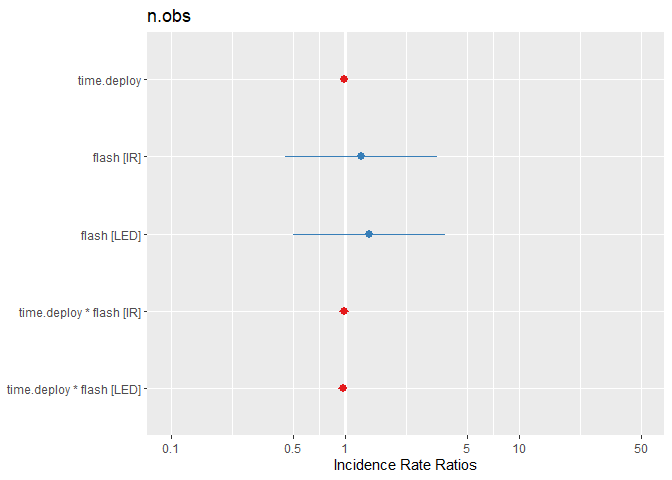 n.obs
time.deploy
flash [IR]
flash [LED]
time.deploy * flash [IR]
time.deploy * flash [LED]
0.1 0.5 1 5 10 50
Incidence Rate Ratios